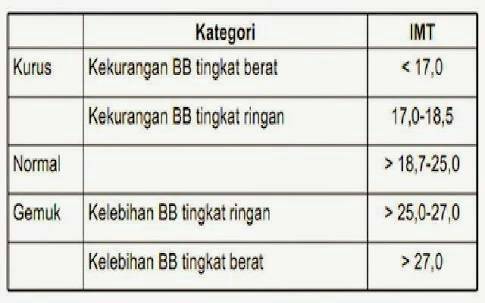 Kategori IMT
Kurus Kekurangan BB tingkat berat < 17,0
Kekurangan BB tingkat ringan 17,0-18,5
Normal > 18,7-25,0
Gemuk Kelebihan BB tingkat ringan > 25,0-27,0
Kelebihan BB tingkat berat > 27,0